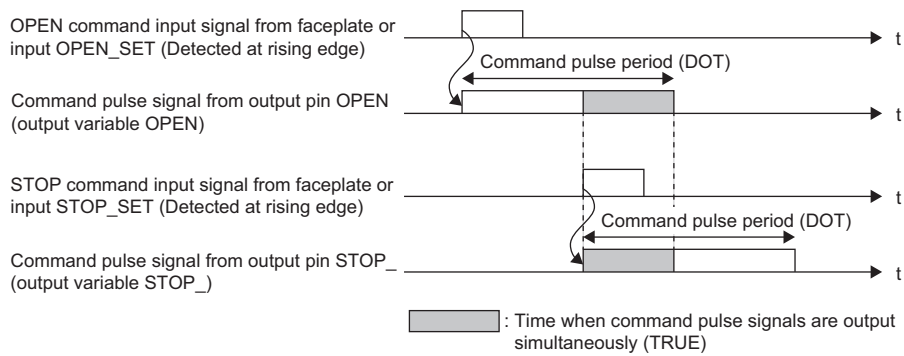 OPEN command input signal from faceplate or
input OPEN_SET (Detected at rising edge)
t
Command pulse period (DOT)
Command pulse signal from output pin OPEN
(output variable OPEN)
t
STOP command input signal from faceplate or
input STOP_SET (Detected at rising edge)
t
Command pulse period (DOT)
Command pulse signal from output pin STOP_
(output variable STOP_)
t
: Time when command pulse signals are output
simultaneously (TRUE)